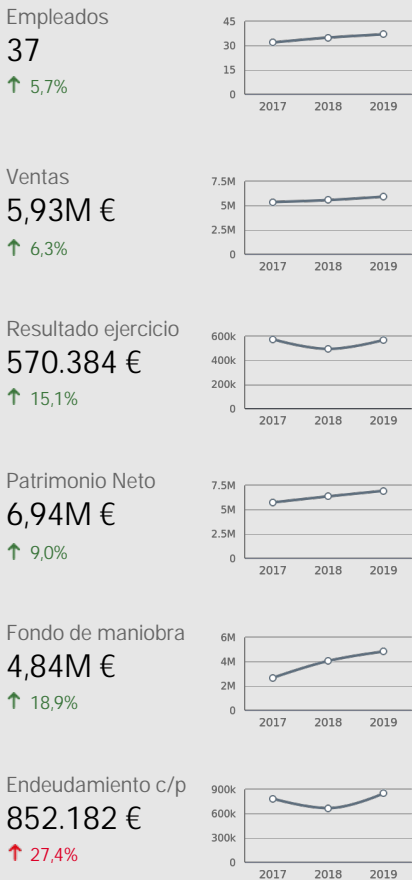 Empleados
37
↑ 5,7%
45
30
15
0
2017 2018 2019
Ventas
5,93M €
↑ 6,3%
7.5M
5M
2.5M
0
2017 2018 2019
Resultado ejercicio
570.384 €
↑ 15,1%
600k
400k
200k
0
2017 2018 2019
Patrimonio Neto
6,94M €
↑ 9,0%
7.5M
5M
2.5M
0
2017 2018 2019
Fondo de maniobra
4,84M €
↑ 18,9%
6M
4M
2M
0
2017 2018 2019
Endeudamiento c/p
852.182 €
↑ 27,4%
900k
600k
300k
0
2017 2018 2019